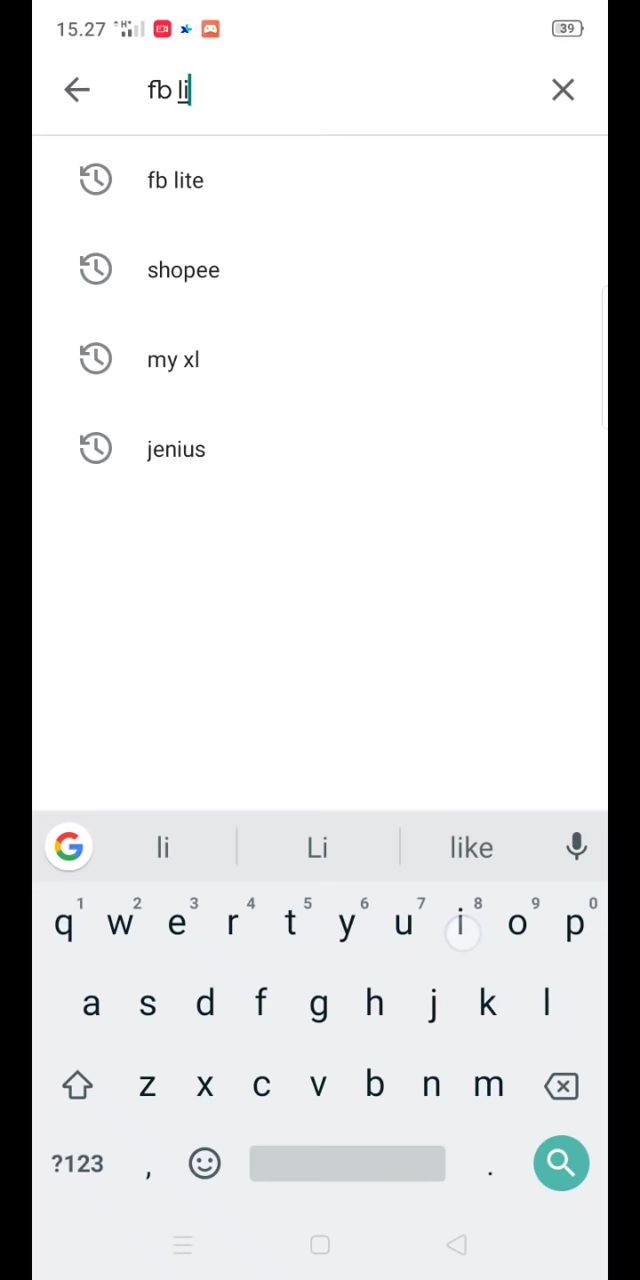 15.27 39
fb li
fb lite
shopee
my xl
jenius
li Li like
1 2 3 4 5 6 7 8 9 0
q w e r t y u i o p
a s d f g h j k l
z x c v b n m
?123 , .